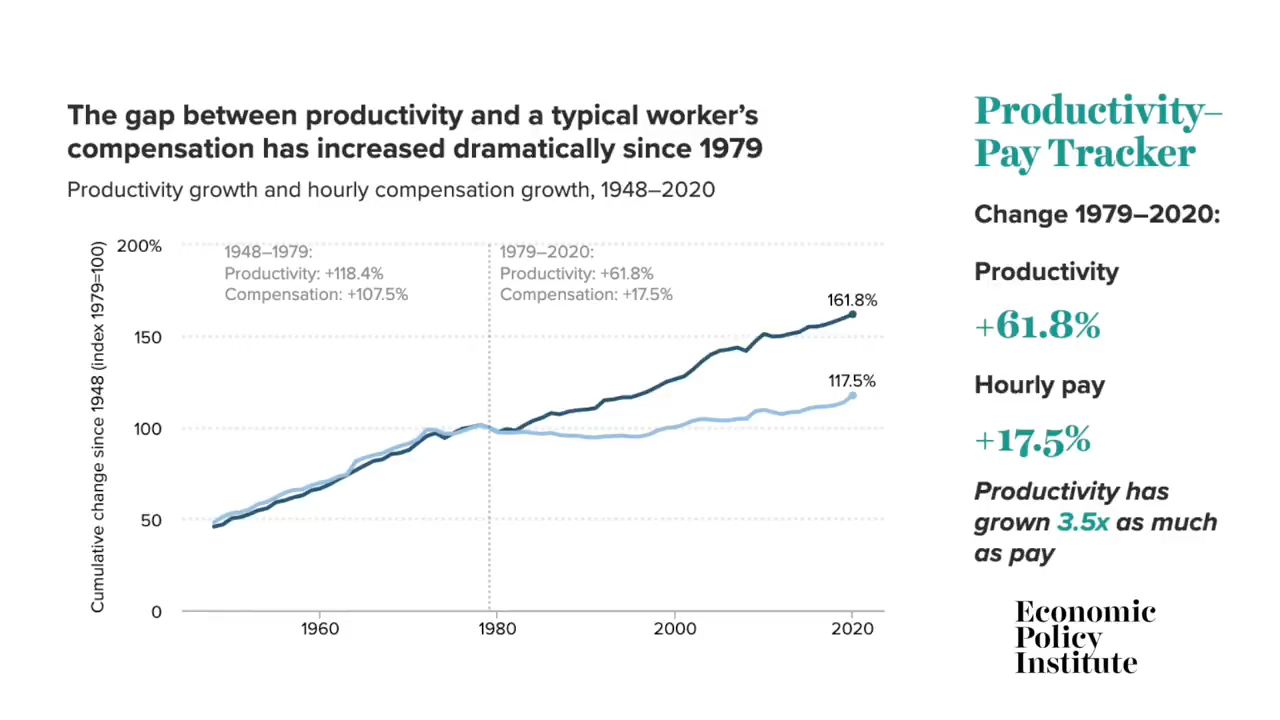 The gap between productivity and a typical worker’s
compensation has increased dramatically since 1979
Productivity growth and hourly compensation growth, 1948–2020
Cumulative change since 1948 (index 1979=100)
200%
150
100
50
0
1948–1979:
Productivity: +118.4%
Compensation: +107.5%
1979–2020:
Productivity: +61.8%
Compensation: +17.5%
161.8%
117.5%
1960
1980
2000
2020
Productivity–
Pay Tracker
Change 1979–2020:
Productivity
+61.8%
Hourly pay
+17.5%
Productivity has
grown 3.5x as much
as pay
Economic
Policy
Institute